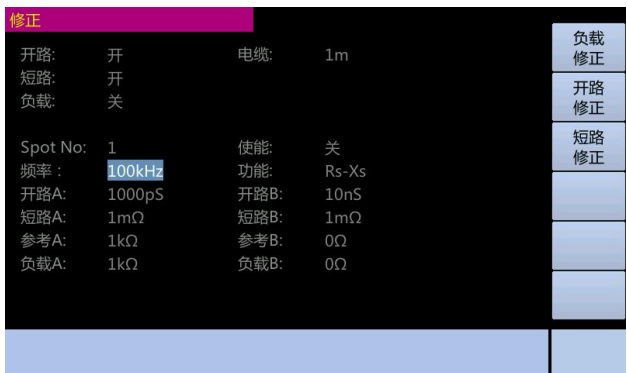 修正
开路: 开 电缆: 1m
短路: 开
负载: 关
Spot No: 1 使能: 关
频率 : 100kHz 功能: Rs-Xs
开路A: 1000pS 开路B: 10nS
短路A: 1mΩ 短路B: 1mΩ
参考A: 1kΩ 参考B: 0Ω
负载A: 1kΩ 负载B: 0Ω
负载
修正
开路
修正
短路
修正